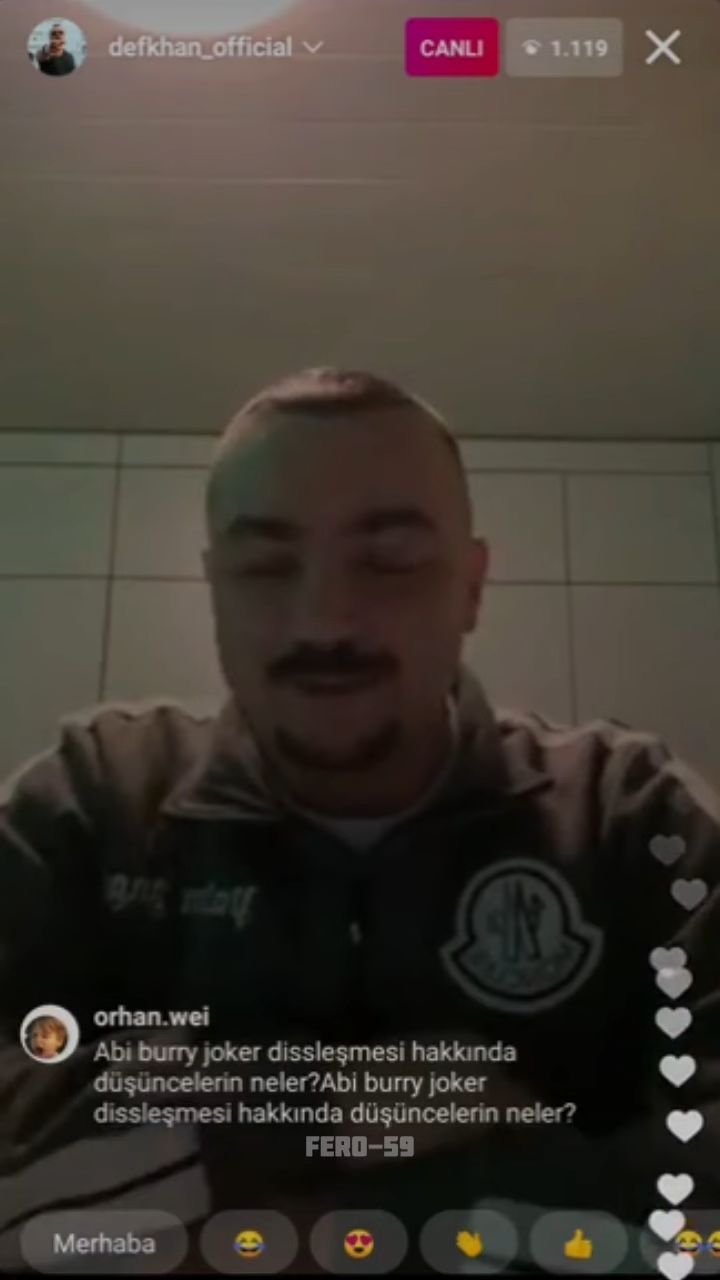 defkhan_official
CANLI
1.119
orhan.wei
Abi burry joker dissleşmesi hakkında
düşüncelerin neler?Abi burry joker
dissleşmesi hakkında düşüncelerin neler?
FERO-59
Merhaba